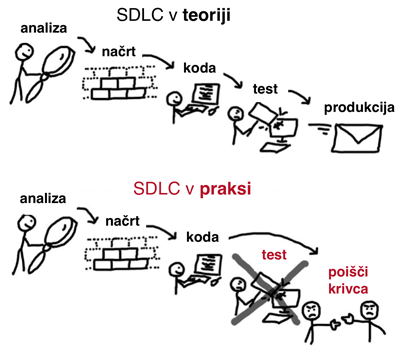 SDLC v teoriji
analiza
načrt
koda
test
produkcija
SDLC v praksi
analiza
načrt
koda
test
poišči
krivca